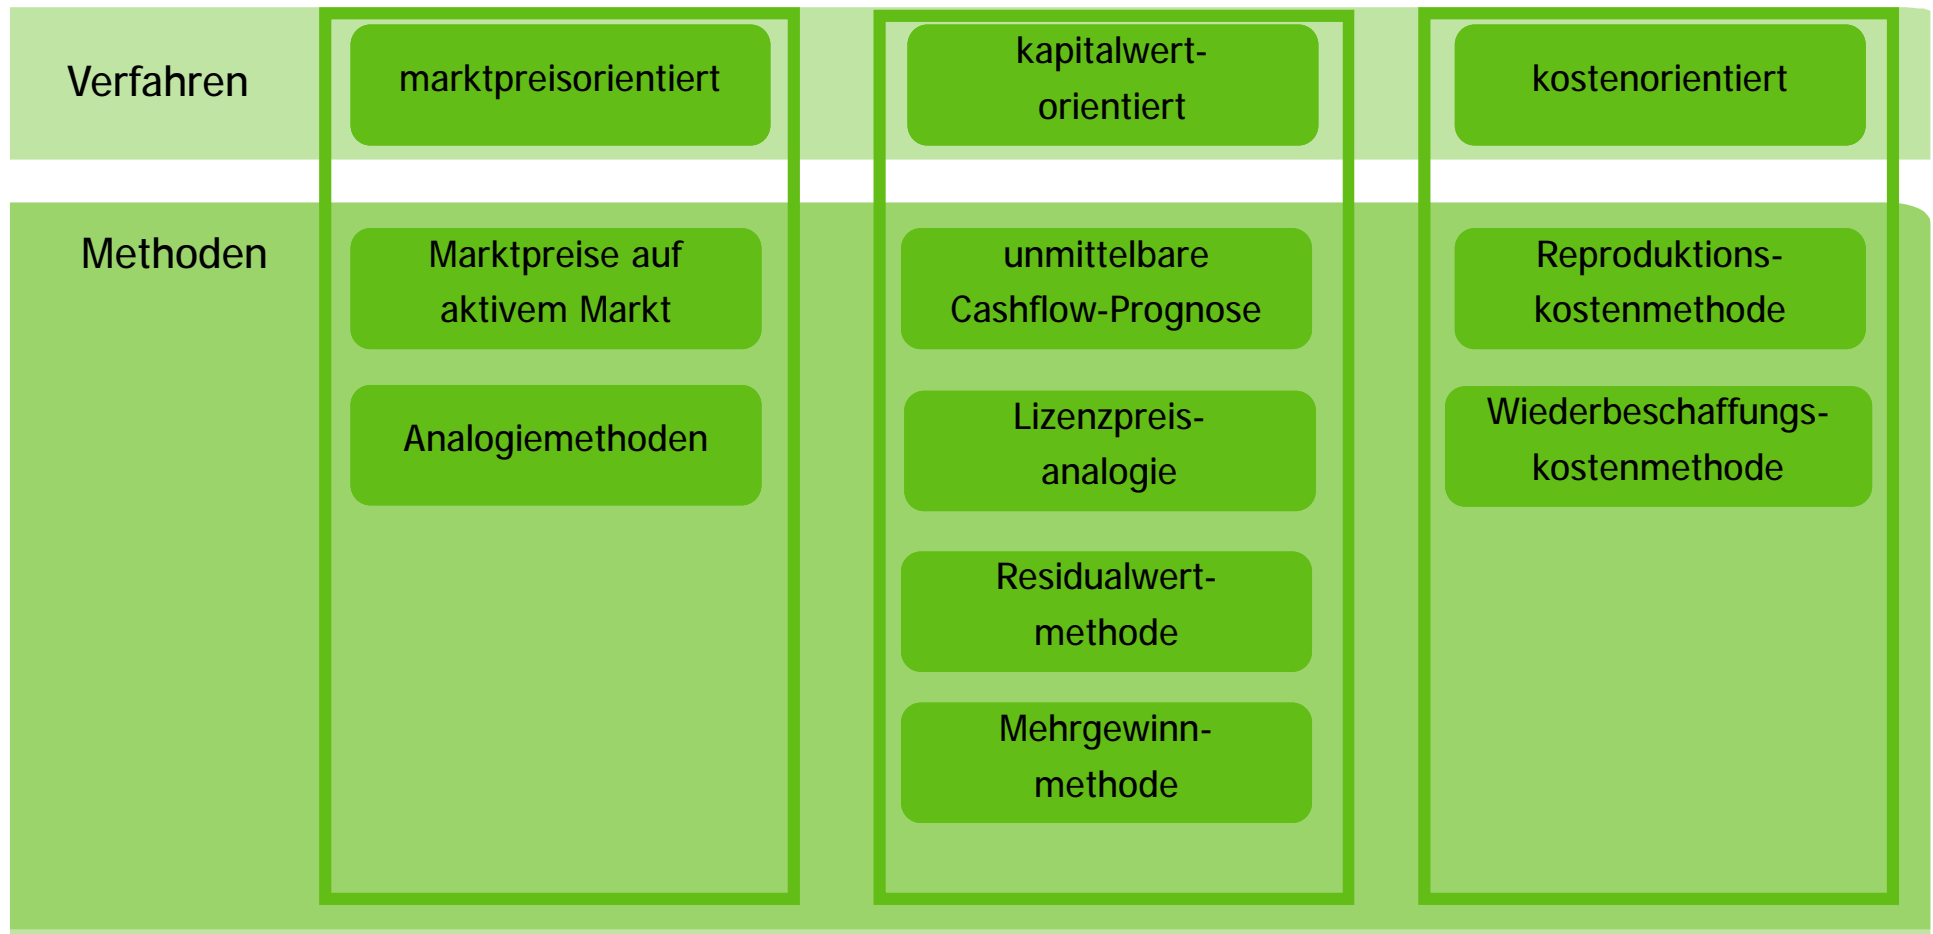 Verfahren
marktpreisorientiert
kapitalwert-
orientiert
kostenorientiert
Methoden
Marktpreise auf
aktivem Markt
Analogiemethoden
unmittelbare
Cashflow-Prognose
Lizenzpreis-
analogie
Residualwert-
methode
Mehrgewinn-
methode
Reproduktions-
kostenmethode
Wiederbeschaffungs-
kostenmethode